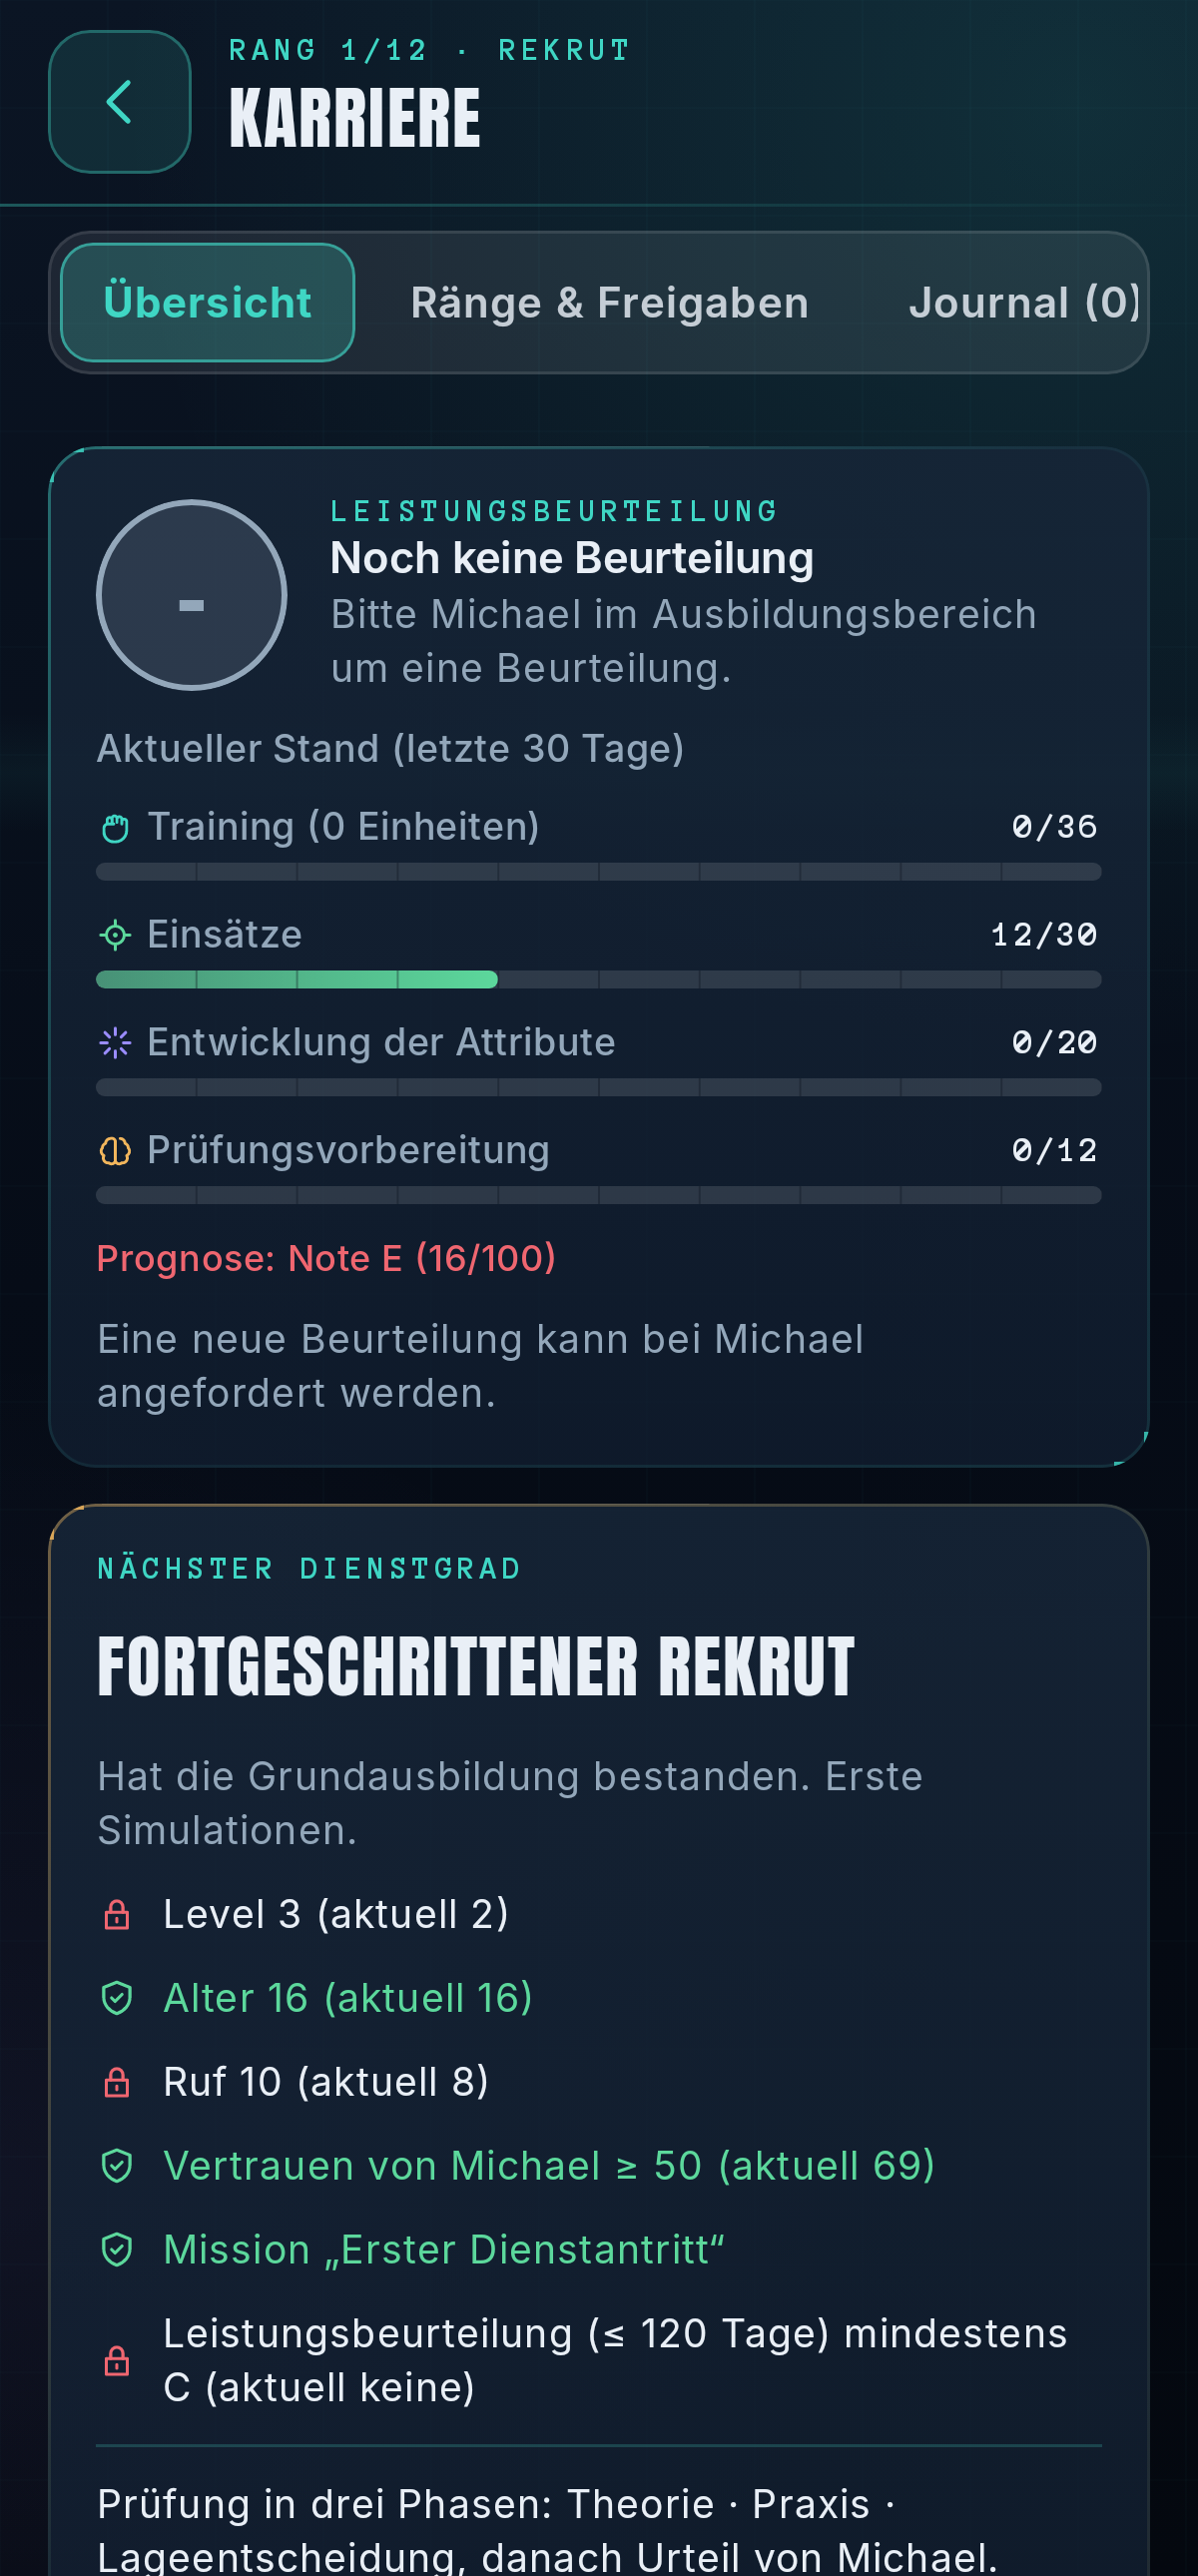 RANG 1/12 · REKRUT
KARRIERE
Übersicht
Ränge & Freigaben
Journal (0)
LEISTUNGSBEURTEILUNG
Noch keine Beurteilung
Bitte Michael im Ausbildungsbereich
um eine Beurteilung.
-
Aktueller Stand (letzte 30 Tage)
Training (0 Einheiten) 0/36
Einsätze 12/30
Entwicklung der Attribute 0/20
Prüfungsvorbereitung 0/12
Prognose: Note E (16/100)
Eine neue Beurteilung kann bei Michael
angefordert werden.
NÄCHSTER DIENSTGRAD
FORTGESCHRITTENER REKRUT
Hat die Grundausbildung bestanden. Erste
Simulationen.
Level 3 (aktuell 2)
Alter 16 (aktuell 16)
Ruf 10 (aktuell 8)
Vertrauen von Michael ≥ 50 (aktuell 69)
Mission „Erster Dienstantritt“
Leistungsbeurteilung (≤ 120 Tage) mindestens
C (aktuell keine)
Prüfung in drei Phasen: Theorie · Praxis ·
Lageentscheidung, danach Urteil von Michael.